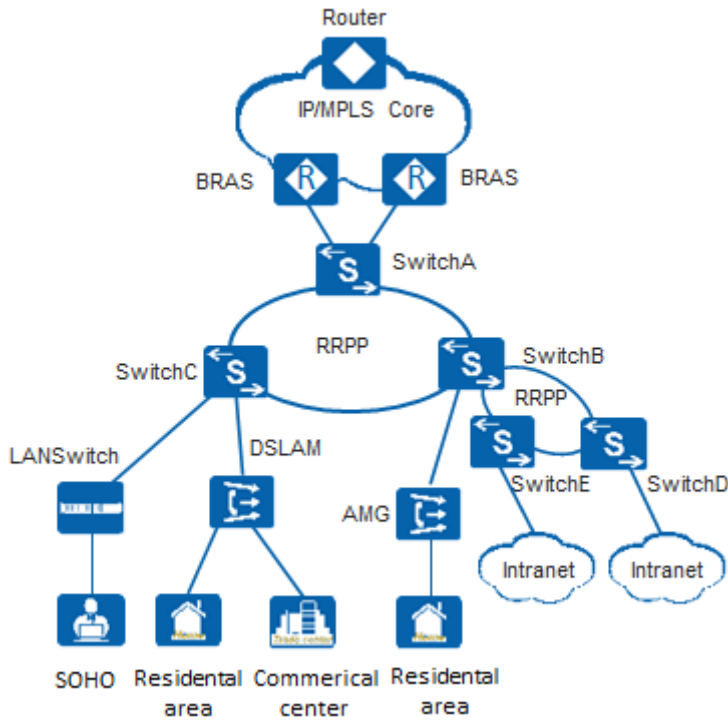 Router
IP/MPLS Core
BRAS
R
R
BRAS
S
SwitchA
RRPP
SwitchC
S
S
SwitchB
RRPP
LANSwitch
DSLAM
AMG
S
S
SwitchE
SwitchD
Intranet
Intranet
SOHO
Residental
area
Commerical
center
Residental
area